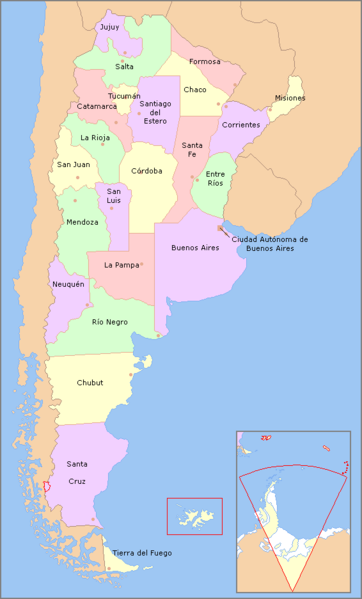 Jujuy
Salta
Formosa
Chaco
Tucumán
Misiones
Catamarca
Santiago
del
Estero
Corrientes
La Rioja
Santa
Fe
San Juan
Córdoba
Entre
Ríos
San
Luis
Mendoza
Ciudad Autónoma de
Buenos Aires
Buenos Aires
La Pampa
Neuquén
Río Negro
Chubut
Santa
Cruz
Tierra del Fuego